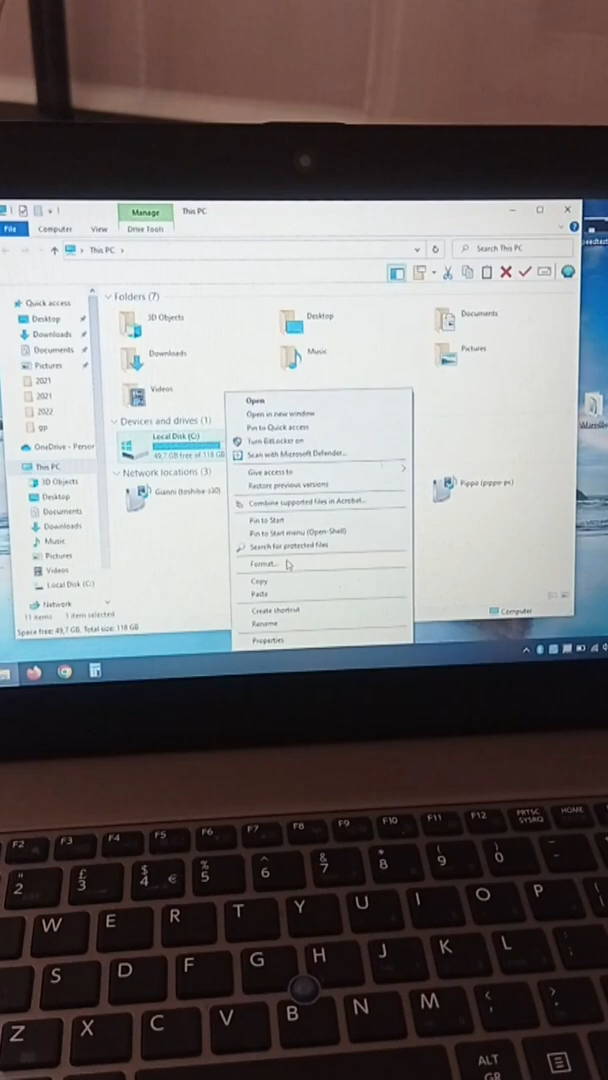 Manage
This PC
File
Computer
View
Drive Tools
This PC
Search This PC
Quick access
Desktop
Downloads
Documents
Pictures
2021
2021
2022
gp
OneDrive - Person
This PC
3D Objects
Desktop
Documents
Downloads
Music
Pictures
Videos
Local Disk (C:)
Network
11 items
1 item selected
Space free: 49,7 GB, Total size: 118 GB
Computer
Folders (7)
3D Objects
Desktop
Documents
Downloads
Music
Pictures
Videos
Devices and drives (1)
Local Disk (C:)
49,7 GB free of 118 GB
Network locations (3)
Gianni (toshiba-z30)
Pippo (pippo-pc)
Open
Open in new window
Pin to Quick access
Turn BitLocker on
Scan with Microsoft Defender...
Give access to
Restore previous versions
Combine supported files in Acrobat...
Pin to Start
Pin to Start menu (Open-Shell)
Search for protected files
Format...
Copy
Paste
Create shortcut
Rename
Properties
F2 F3 F4 F5 F6 F7 F8 F9 F10 F11 F12 PRTSC SYSRQ HOME
" 2 £ 3 $ 4 € % 5 ^ 6 & 7 * 8 ( 9 ) 0 _ -
W E R T Y U I O P
S D F G H J K L : ;
Z X C V B N M < , > .
ALT GR